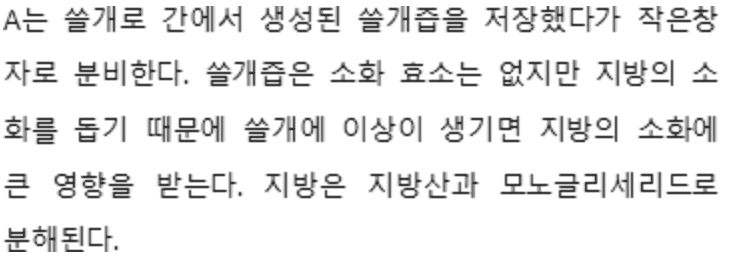 A는 쓸개로 간에서 생성된 쓸개즙을 저장했다가 작은창
자로 분비한다. 쓸개즙은 소화 효소는 없지만 지방의 소
화를 돕기 때문에 쓸개에 이상이 생기면 지방의 소화에
큰 영향을 받는다. 지방은 지방산과 모노글리세리드로
분해된다.